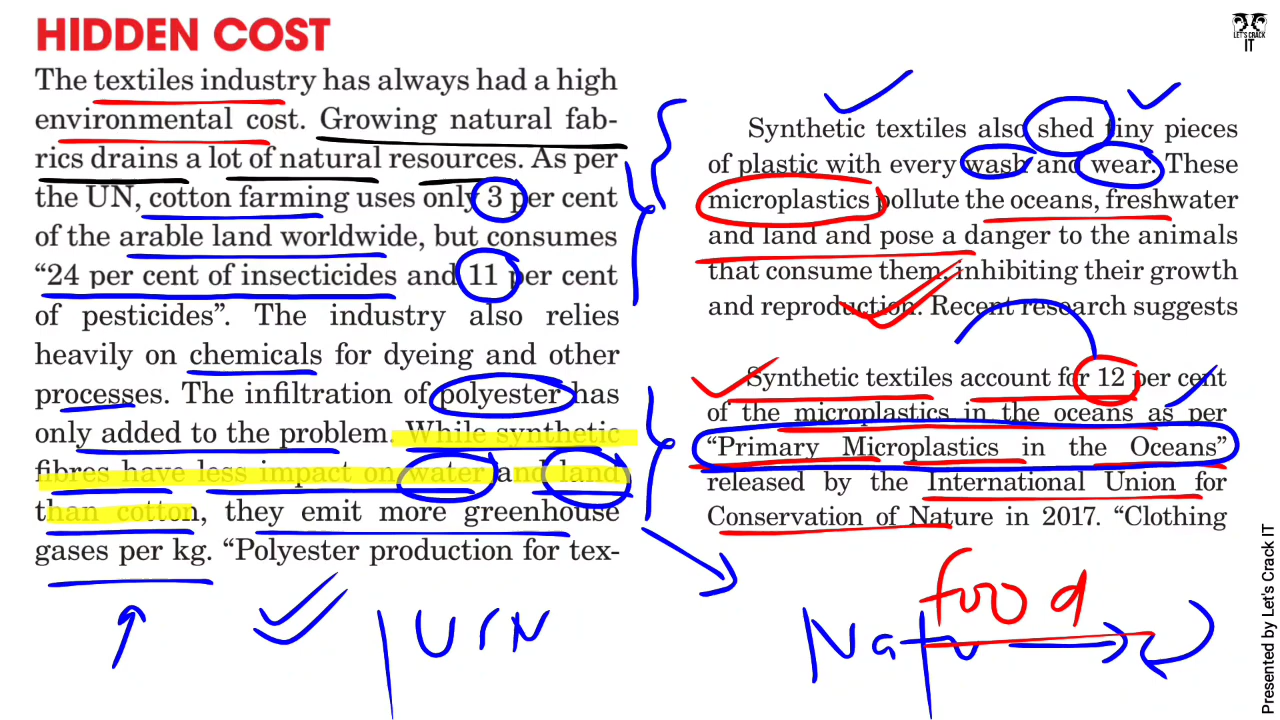 HIDDEN COST
The textiles industry has always had a high
environmental cost. Growing natural fab-
rics drains a lot of natural resources. As per
the UN, cotton farming uses only 3 per cent
of the arable land worldwide, but consumes
“24 per cent of insecticides and 11 per cent
of pesticides”. The industry also relies
heavily on chemicals for dyeing and other
processes. The infiltration of polyester has
only added to the problem. While synthetic
fibres have less impact on water and land
than cotton, they emit more greenhouse
gases per kg. “Polyester production for tex-
Synthetic textiles also shed tiny pieces
of plastic with every wash and wear. These
microplastics pollute the oceans, freshwater
and land and pose a danger to the animals
that consume them, inhibiting their growth
and reproduction. Recent research suggests
Synthetic textiles account for 12 per cent
of the microplastics in the oceans as per
“Primary Microplastics in the Oceans”
released by the International Union for
Conservation of Nature in 2017. “Clothing
food
LET'S CRACK
IT
Presented by Let's Crack IT